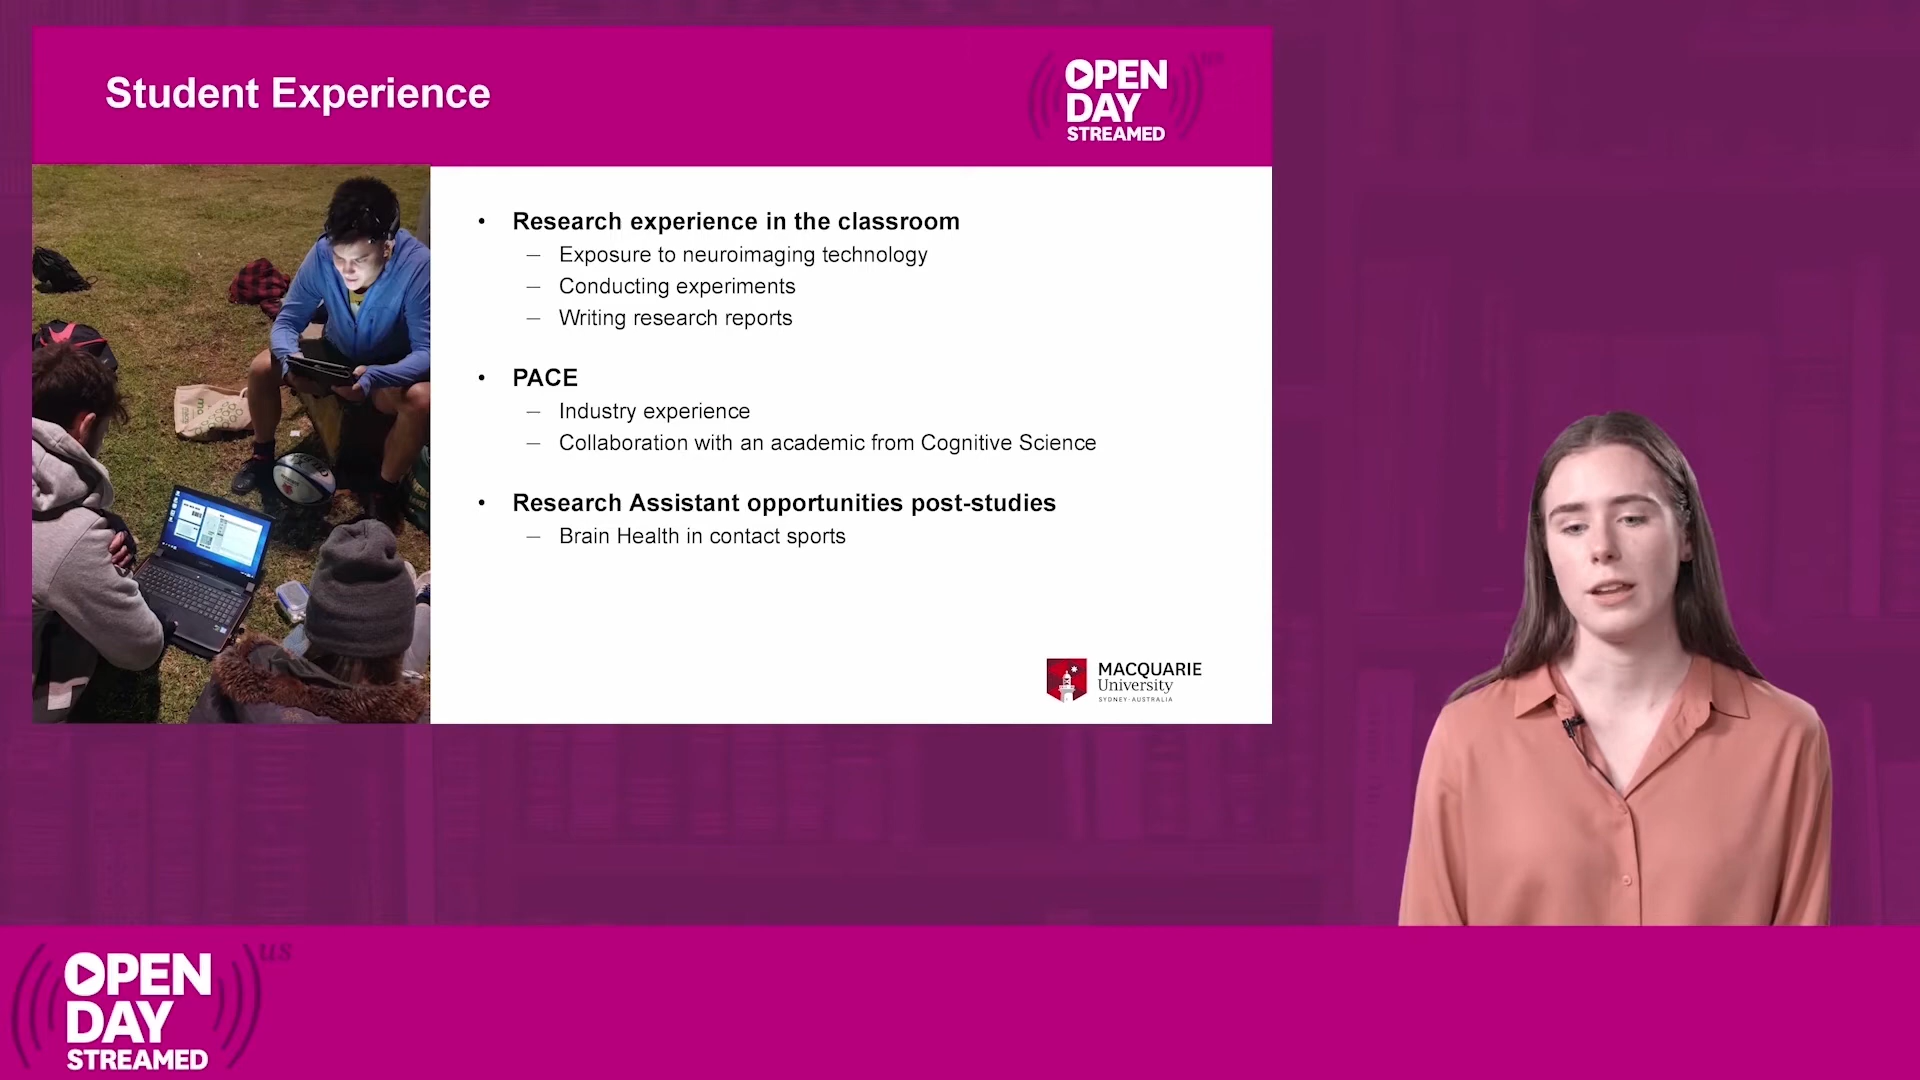 Student Experience
OPEN
DAY
STREAMED
• Research experience in the classroom
– Exposure to neuroimaging technology
– Conducting experiments
– Writing research reports
• PACE
– Industry experience
– Collaboration with an academic from Cognitive Science
• Research Assistant opportunities post-studies
– Brain Health in contact sports
MACQUARIE
University
SYDNEY·AUSTRALIA
us
OPEN
DAY
STREAMED